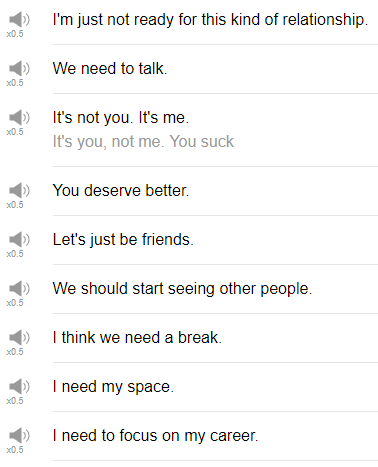 I'm just not ready for this kind of relationship.
x0.5
We need to talk.
x0.5
It's not you. It's me.
x0.5
It's you, not me. You suck
You deserve better.
x0.5
Let's just be friends.
x0.5
We should start seeing other people.
x0.5
I think we need a break.
x0.5
I need my space.
x0.5
I need to focus on my career.
x0.5